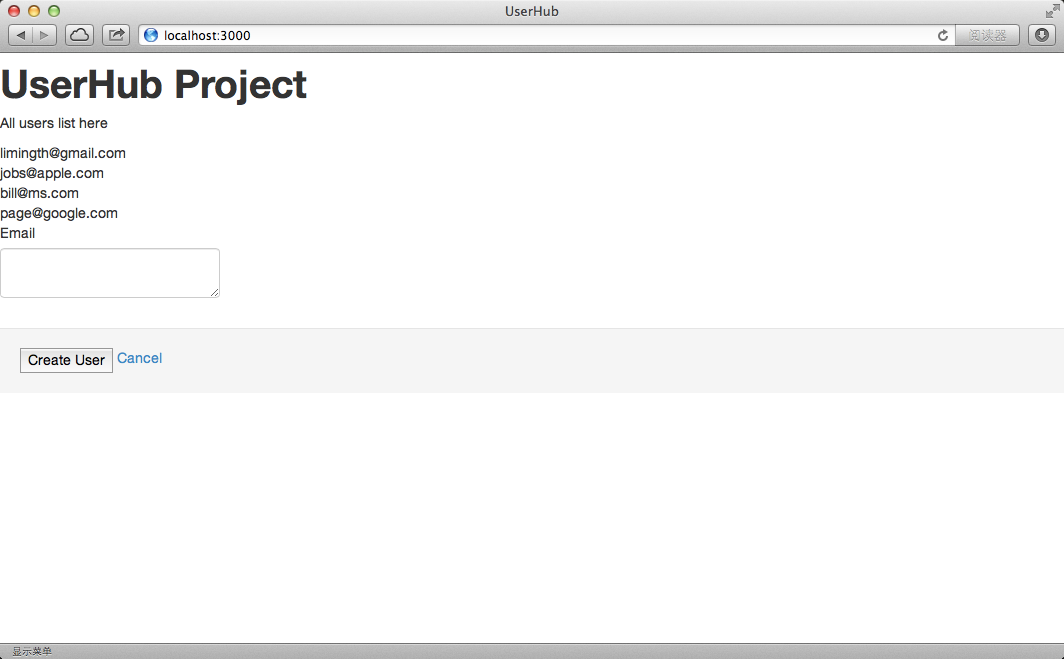 UserHub
localhost:3000
阅读器
UserHub Project
All users list here
limingth@gmail.com
jobs@apple.com
bill@ms.com
page@google.com
Email
Create User Cancel
显示菜单